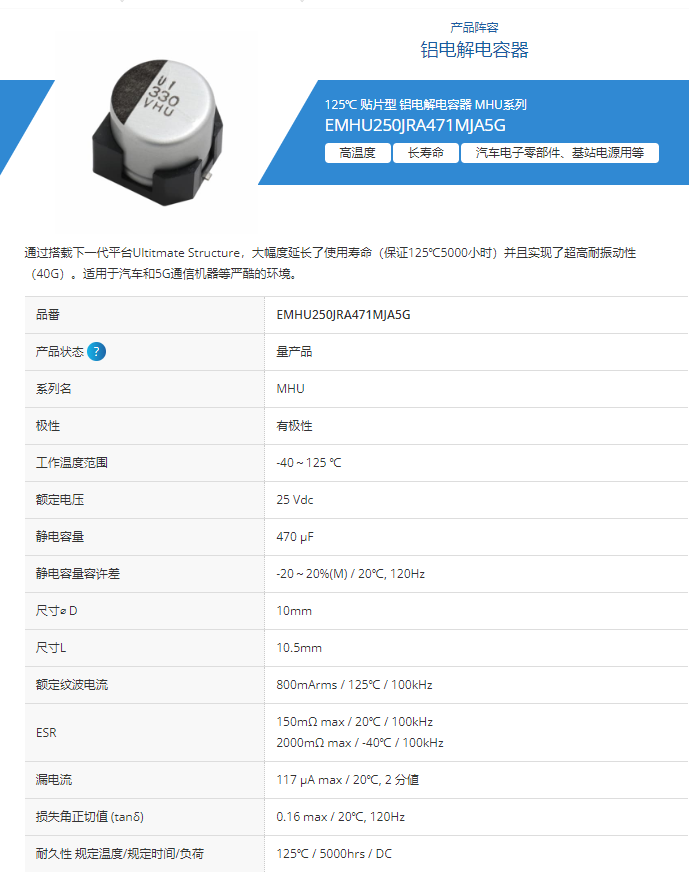 产品阵容
铝电解电容器
UI
330
VHU
125℃ 贴片型 铝电解电容器 MHU系列
EMHU250JRA471MJA5G
高温度 长寿命 汽车电子零部件、基站电源用等
通过搭载下一代平台Ultitmate Structure，大幅度延长了使用寿命（保证125℃5000小时）并且实现了超高耐振动性
（40G）。适用于汽车和5G通信机器等严酷的环境。
品番 EMHU250JRA471MJA5G
产品状态 ? 量产品
系列名 MHU
极性 有极性
工作温度范围 -40 ~ 125 ℃
额定电压 25 Vdc
静电容量 470 µF
静电容量容许差 -20 ~ 20%(M) / 20℃, 120Hz
尺寸⌀ D 10mm
尺寸L 10.5mm
额定纹波电流 800mArms / 125℃ / 100kHz
ESR 150mΩ max / 20℃ / 100kHz
2000mΩ max / -40℃ / 100kHz
漏电流 117 µA max / 20℃, 2 分値
损失角正切值 (tanδ) 0.16 max / 20℃, 120Hz
耐久性 规定温度/规定时间/负荷 125℃ / 5000hrs / DC